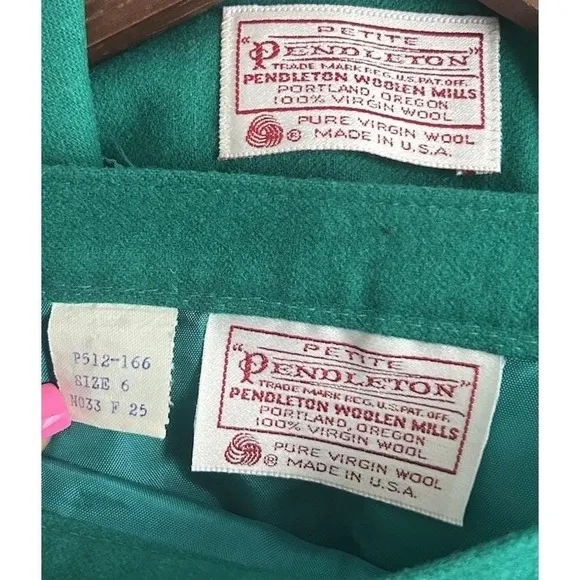 PETITE
"PENDLETON"
TRADE MARK REG. U.S. PAT. OFF.
PENDLETON WOOLEN MILLS
PORTLAND, OREGON
100% VIRGIN WOOL
PURE VIRGIN WOOL
® MADE IN U.S.A.
P512-166
SIZE 6
N033 F 25
PETITE
"PENDLETON"
TRADE MARK REG. U.S. PAT. OFF.
PENDLETON WOOLEN MILLS
PORTLAND, OREGON
100% VIRGIN WOOL
PURE VIRGIN WOOL
® MADE IN U.S.A.